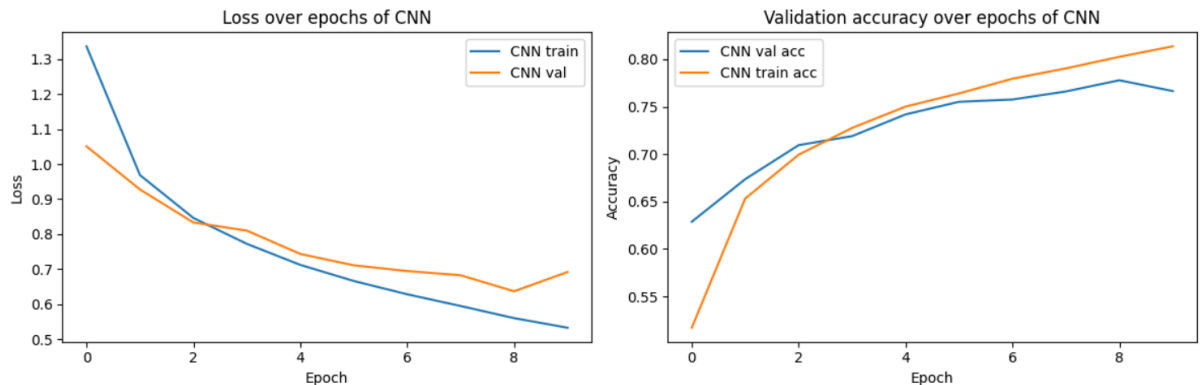 Loss over epochs of CNN
CNN train
CNN val
1.3
1.2
1.1
1.0
0.9
0.8
0.7
0.6
0.5
Loss
0 2 4 6 8
Epoch
Validation accuracy over epochs of CNN
CNN val acc
CNN train acc
0.80
0.75
0.70
0.65
0.60
0.55
Accuracy
0 2 4 6 8
Epoch